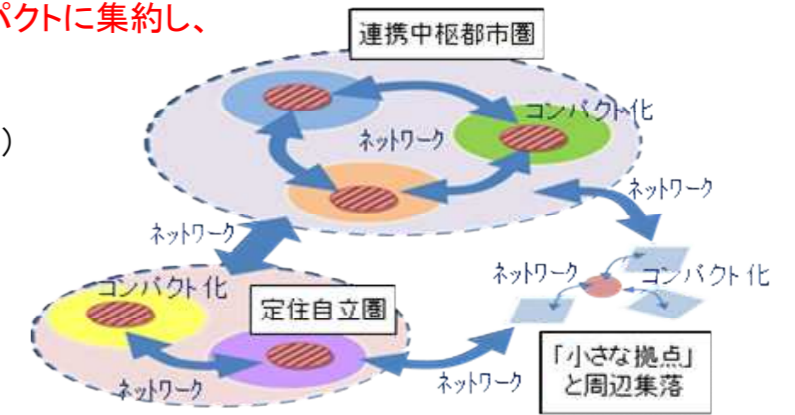 パクトに集約し、
)
連携中枢都市圏
コンパクト化
ネットワーク
ネットワーク
ネットワーク
コンパクト化
定住自立圏
ネットワーク
コンパクト化
「小さな拠点」
と周辺集落
ネットワーク
ネットワーク